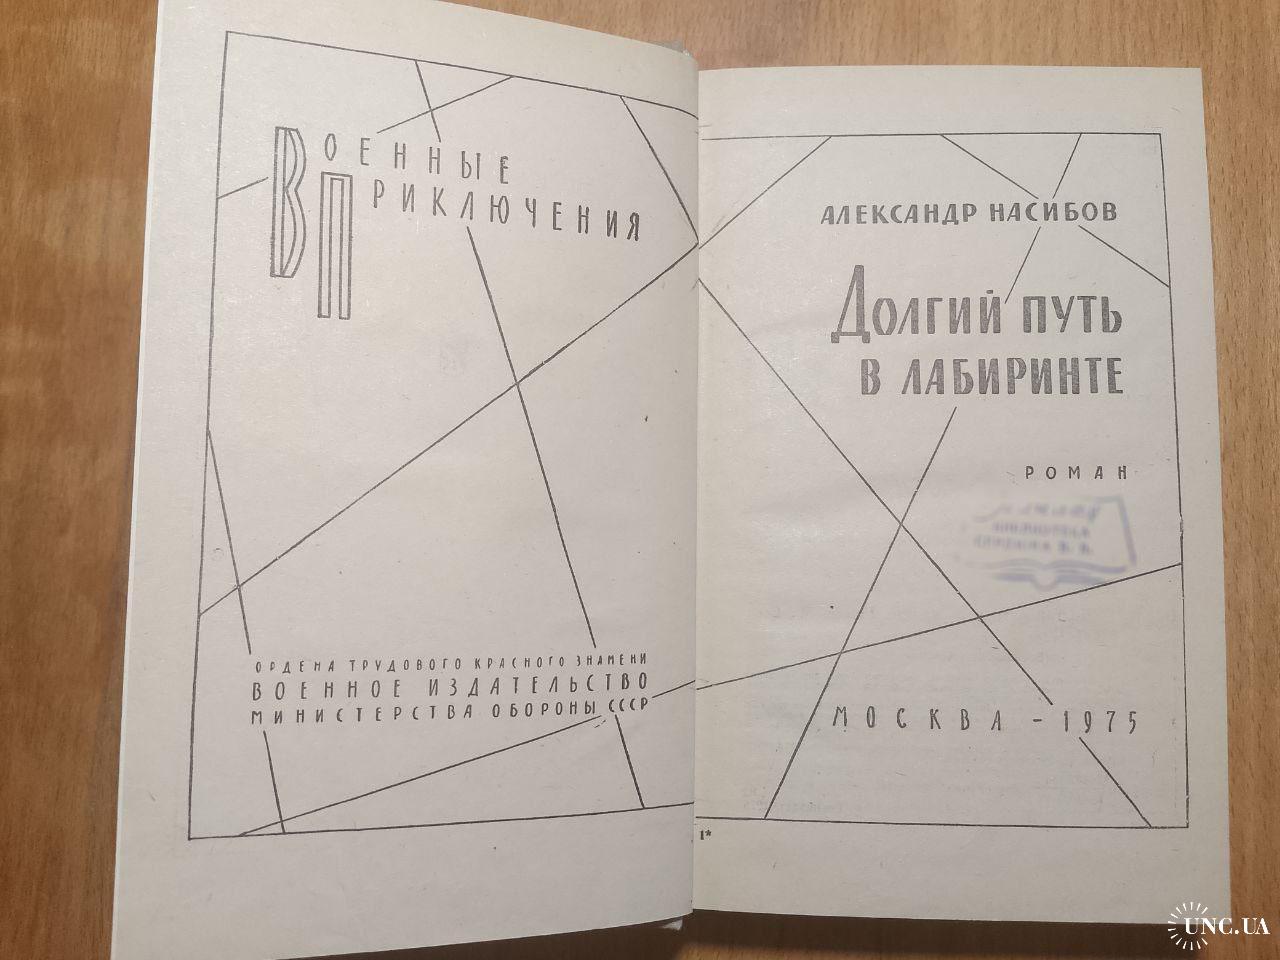 Военные
Приключения
ОРДЕНА ТРУДОВОГО КРАСНОГО ЗНАМЕНИ
ВОЕННОЕ ИЗДАТЕЛЬСТВО
МИНИСТЕРСТВА ОБОРОНЫ СССР
АЛЕКСАНДР НАСИБОВ
ДОЛГИЙ ПУТЬ
В ЛАБИРИНТЕ
РОМАН
БИБЛИОТЕКА
МОСКВА – 1975
1*
UNC.UA